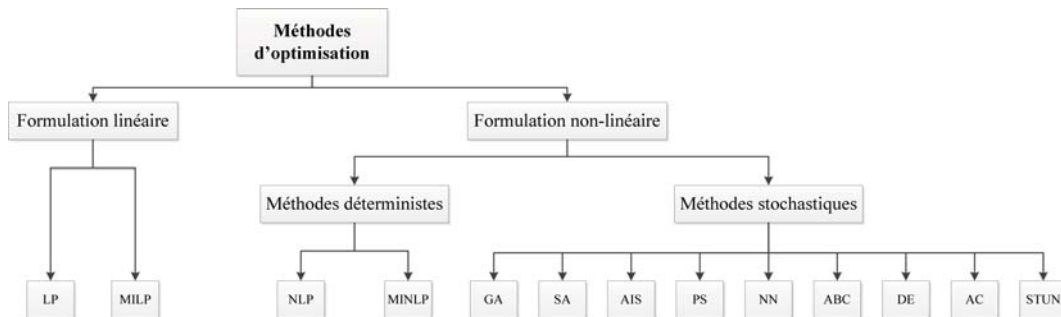 Méthodes
d'optimisation
Formulation linéaire
Formulation non-linéaire
Méthodes déterministes
Méthodes stochastiques
LP
MILP
NLP
MINLP
GA
SA
AIS
PS
NN
ABC
DE
AC
STUN